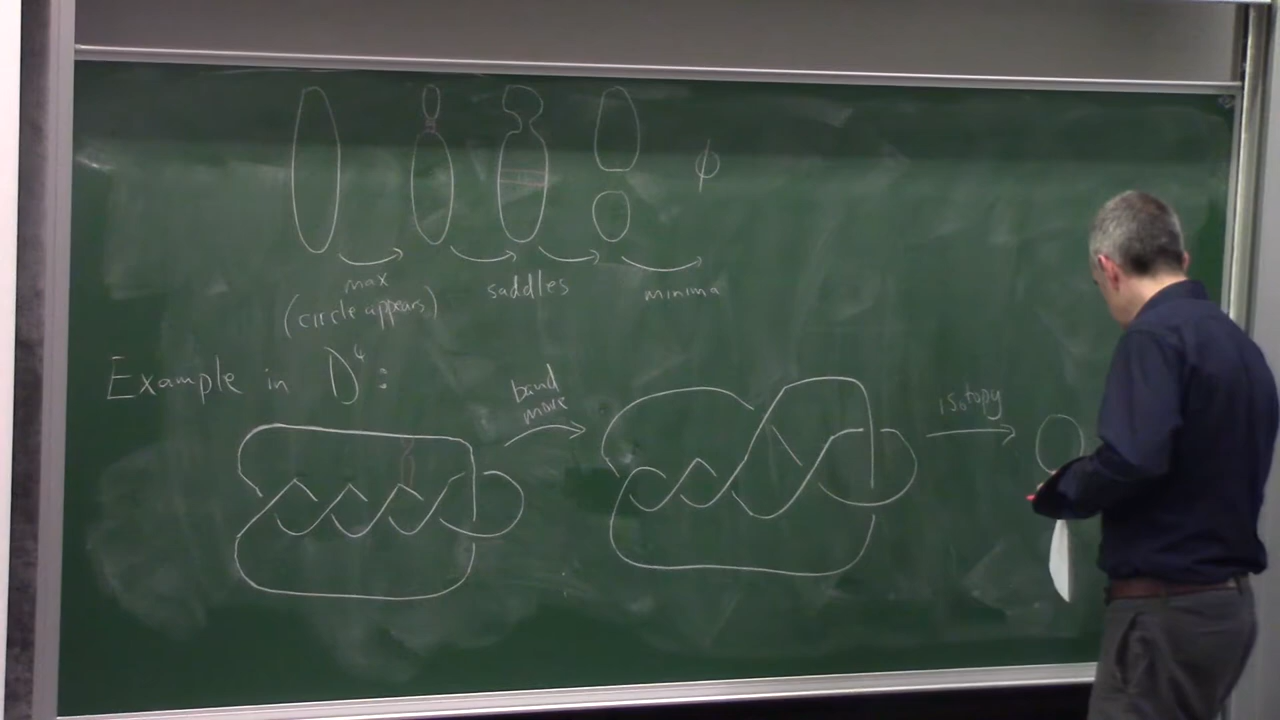 φ
max
(circle appears)
saddles
minima
Example in D⁴:
band
move
isotopy